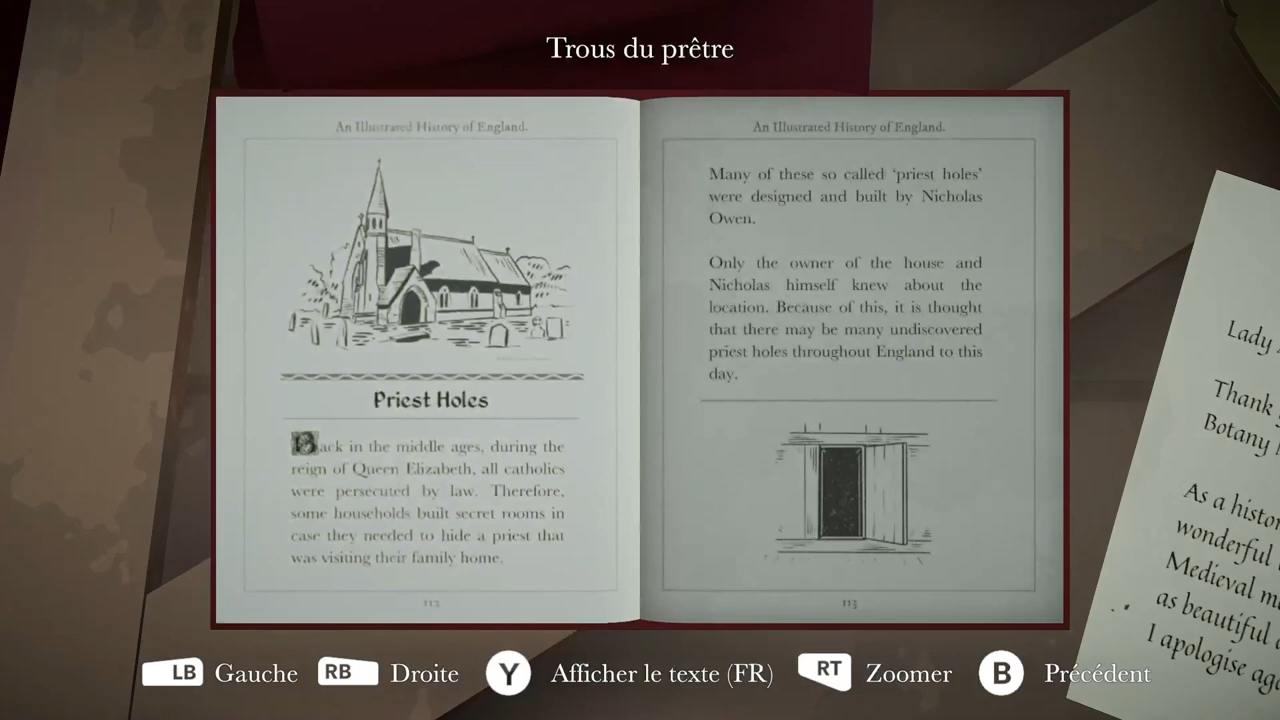 Trous du prêtre
An Illustrated History of England.
Priest Holes
Back in the middle ages, during the
reign of Queen Elizabeth, all catholics
were persecuted by law. Therefore,
some households built secret rooms in
case they needed to hide a priest that
was visiting their family home.
112
An Illustrated History of England.
Many of these so called ‘priest holes’
were designed and built by Nicholas
Owen.
Only the owner of the house and
Nicholas himself knew about the
location. Because of this, it is thought
that there may be many undiscovered
priest holes throughout England to this
day.
113
Lady
Thank
Botany
As a
wonderful
Medieval
as beautiful
I apologise
LB Gauche RB Droite Y Afficher le texte (FR) RT Zoomer B Précédent